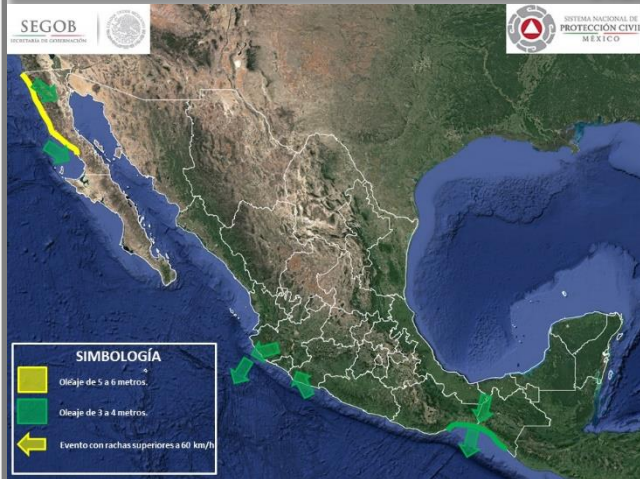 SEGOB
SECRETARÍA DE GOBERNACIÓN
SISTEMA NACIONAL DE
PROTECCIÓN CIVIL
MÉXICO
SIMBOLOGÍA
Oleaje de 5 a 6 metros.
Oleaje de 3 a 4 metros.
Evento con rachas superiores a 60 km/h